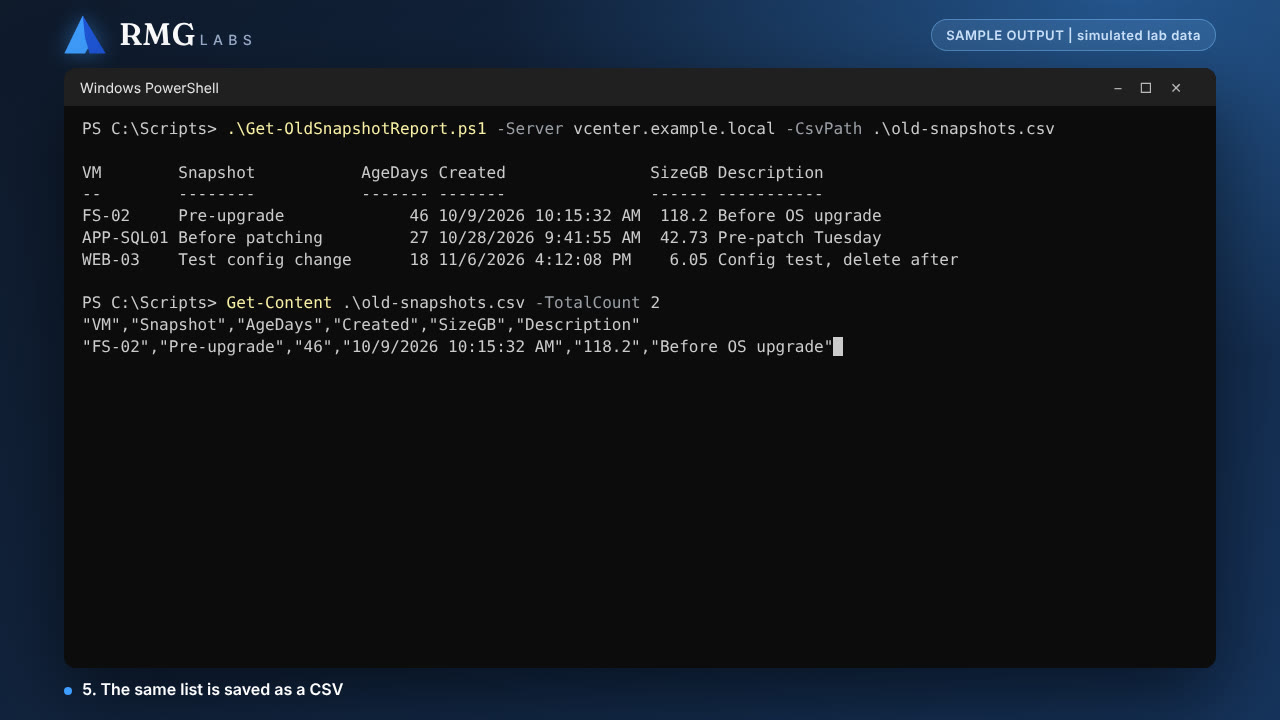 RMG LABS
SAMPLE OUTPUT | simulated lab data
Windows PowerShell
PS C:\Scripts> .\Get-OldSnapshotReport.ps1 -Server vcenter.example.local -CsvPath .\old-snapshots.csv
VM        Snapshot           AgeDays Created               SizeGB Description
--        --------           ------- -------               ------ -----------
FS-02     Pre-upgrade             46 10/9/2026 10:15:32 AM  118.2 Before OS upgrade
APP-SQL01 Before patching         27 10/28/2026 9:41:55 AM  42.73 Pre-patch Tuesday
WEB-03    Test config change      18 11/6/2026 4:12:08 PM    6.05 Config test, delete after
PS C:\Scripts> Get-Content .\old-snapshots.csv -TotalCount 2
"VM","Snapshot","AgeDays","Created","SizeGB","Description"
"FS-02","Pre-upgrade","46","10/9/2026 10:15:32 AM","118.2","Before OS upgrade"
5. The same list is saved as a CSV